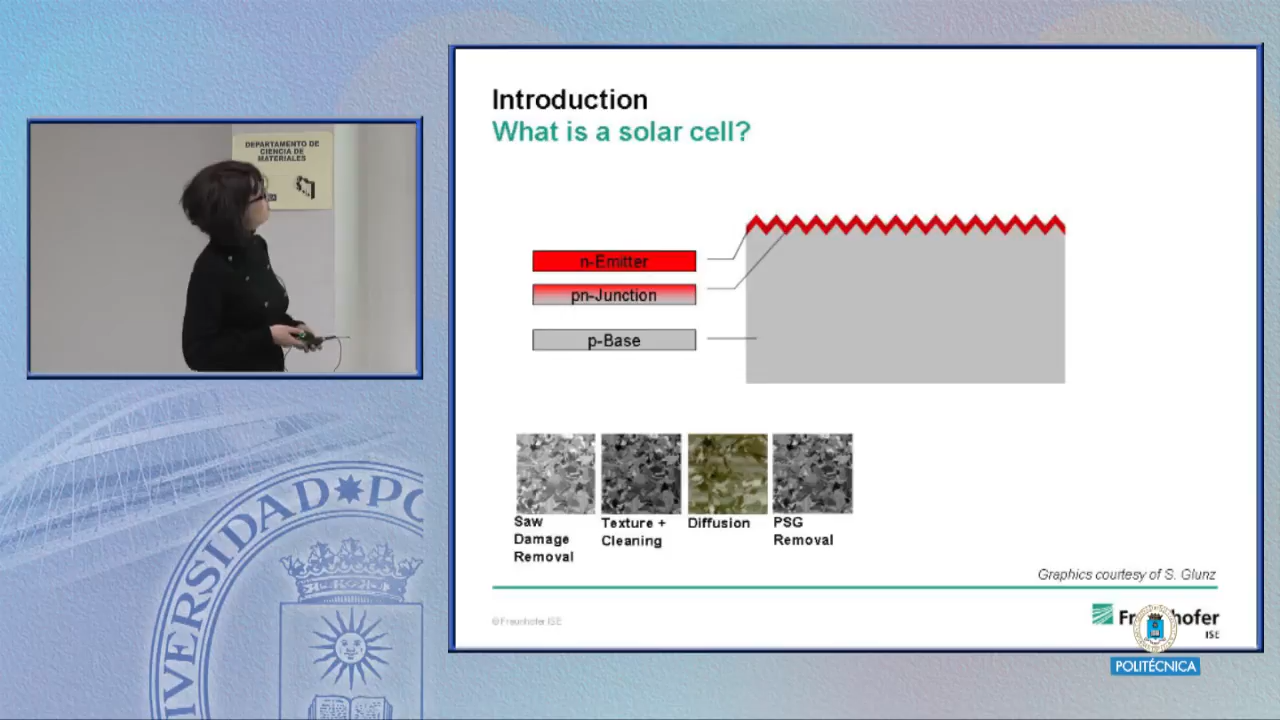 Introduction
What is a solar cell?
DEPARTAMENTO DE
CIENCIA DE
MATERIALES
n-Emitter
pn-Junction
p-Base
Saw
Damage
Removal
Texture +
Cleaning
Diffusion
PSG
Removal
Graphics courtesy of S. Glunz
© Fraunhofer ISE
ISE
POLITÉCNICA
UNIVERSIDAD PO